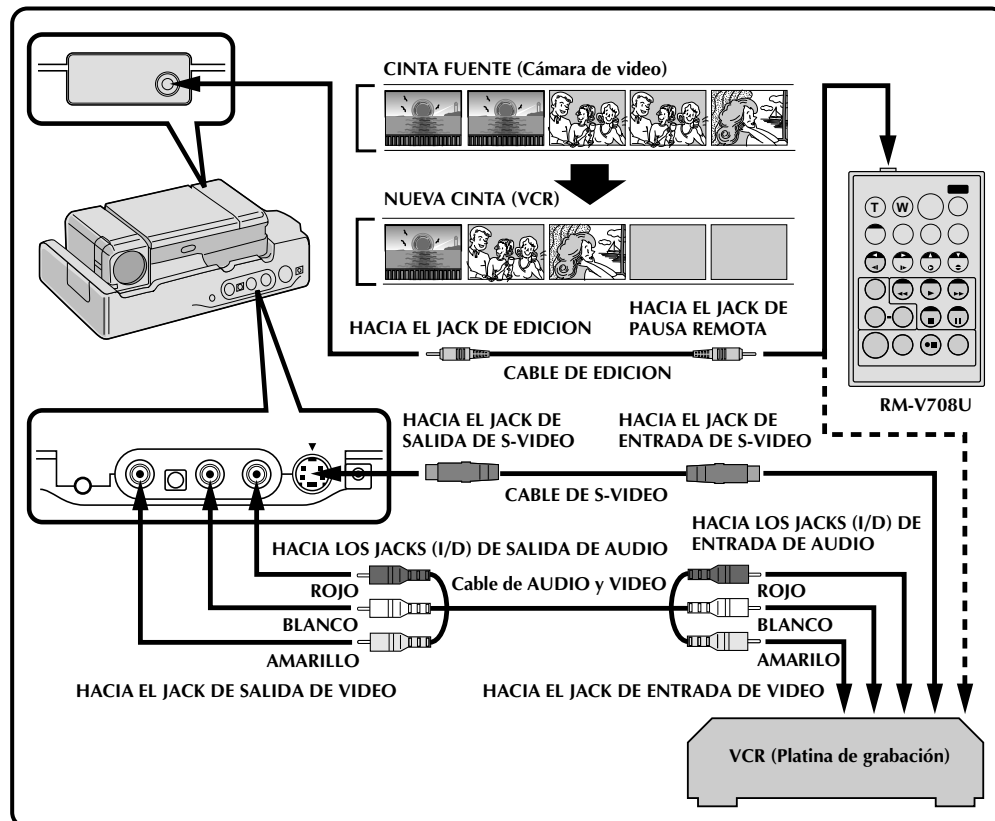 CINTA FUENTE (Cámara de video)
NUEVA CINTA (VCR)
T W
HACIA EL JACK DE EDICION
HACIA EL JACK DE
PAUSA REMOTA
CABLE DE EDICION
RM-V708U
HACIA EL JACK DE
SALIDA DE S-VIDEO
HACIA EL JACK DE
ENTRADA DE S-VIDEO
CABLE DE S-VIDEO
HACIA LOS JACKS (I/D) DE SALIDA DE AUDIO
HACIA LOS JACKS (I/D) DE
ENTRADA DE AUDIO
Cable de AUDIO y VIDEO
ROJO
BLANCO
AMARILLO
ROJO
BLANCO
AMARILO
HACIA EL JACK DE SALIDA DE VIDEO
HACIA EL JACK DE ENTRADA DE VIDEO
VCR (Platina de grabación)